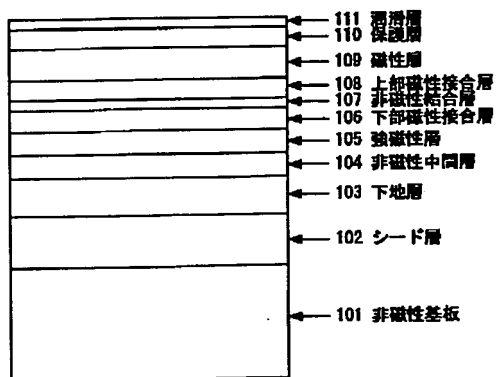 111 潤滑層
110 保護層
109 磁性層
108 上部磁性接合層
107 非磁性結合層
106 下部磁性接合層
105 強磁性層
104 非磁性中間層
103 下地層
102 シード層
101 非磁性基板